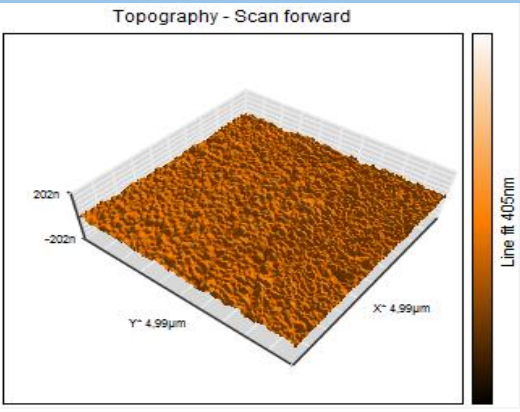 Topography - Scan forward
202n
-202n
Y* 4,99µm
X* 4,99µm
Line fit 405nm